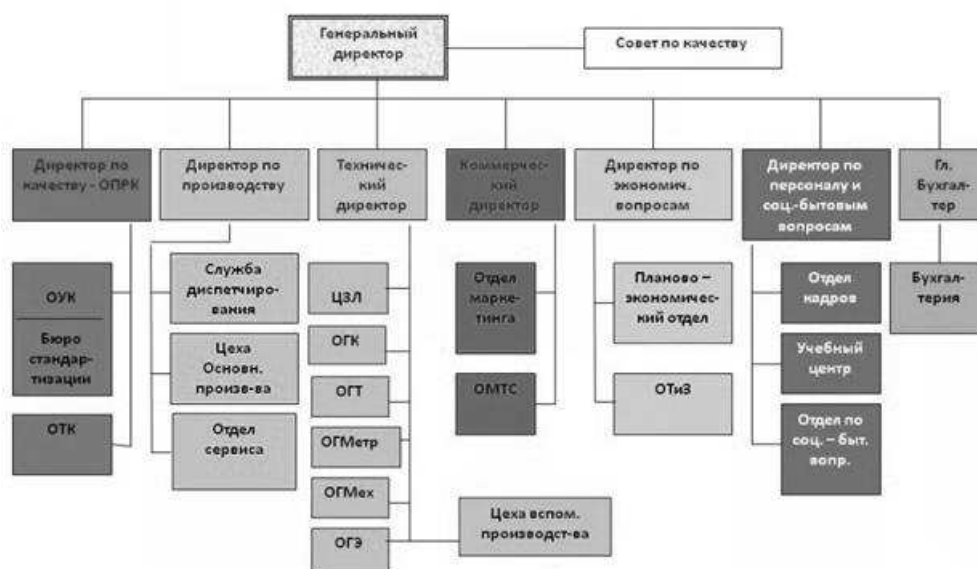 Генеральный
директор
Совет по качеству
Директор по
качеству - ОПРК
Директор по
производству
Техничес-
кий
директор
Коммерчес-
кий
директор
Директор по
экономич.
вопросам
Директор по
персоналу и
соц.-бытовым
вопросам
Гл.
Бухгал-
тер
ОУК
Бюро
стандар-
тизации
ОТК
Служба
диспетчиро-
вания
Цеха
Основн.
произв-ва
Отдел
сервиса
ЦЗЛ
ОГК
ОГТ
ОГМетр
ОГМех
ОГЭ
Цеха вспом.
производст-ва
Отдел
марке-
тинга
ОМТС
Планово –
экономический
отдел
ОТиЗ
Отдел
кадров
Учебный
центр
Отдел по
соц. – быт.
вопр.
Бухгал-
терия